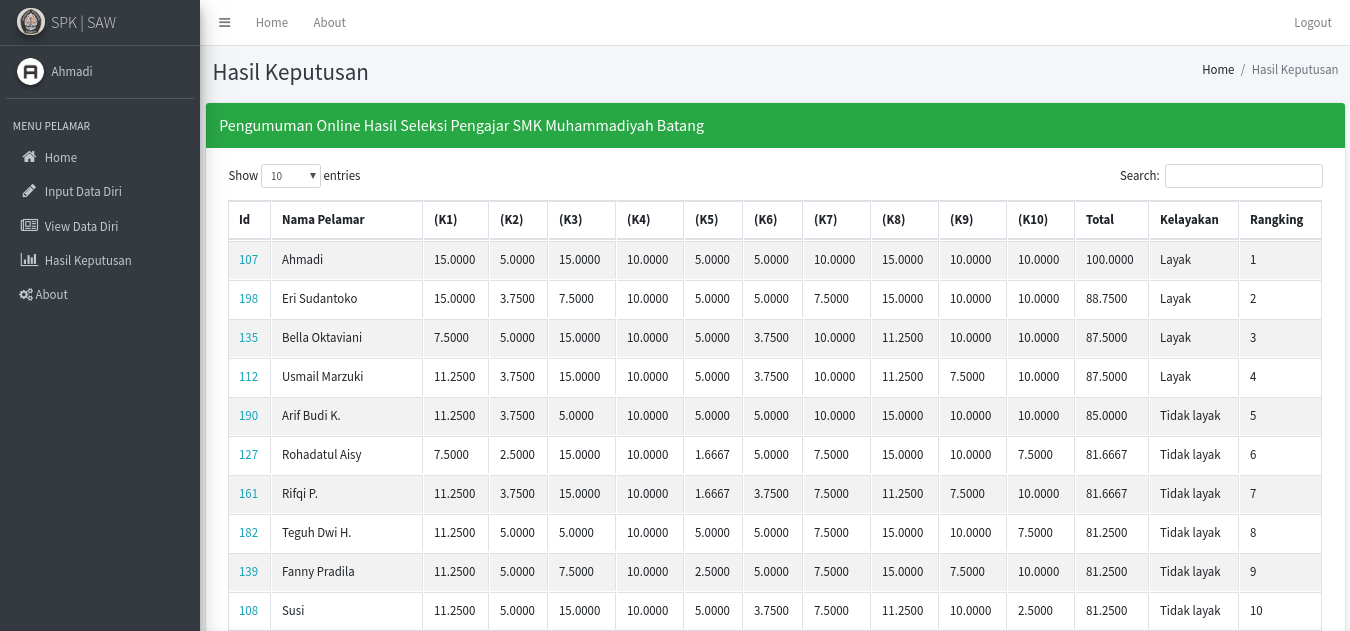 SPK | SAW
Home About Logout
Ahmadi
MENU PELAMAR
Home
Input Data Diri
View Data Diri
Hasil Keputusan
About
Hasil Keputusan
Home / Hasil Keputusan
Pengumuman Online Hasil Seleksi Pengajar SMK Muhammadiyah Batang
Show 10 entries Search:
Id Nama Pelamar (K1) (K2) (K3) (K4) (K5) (K6) (K7) (K8) (K9) (K10) Total Kelayakan Rangking
107 Ahmadi 15.0000 5.0000 15.0000 10.0000 5.0000 5.0000 10.0000 15.0000 10.0000 10.0000 100.0000 Layak 1
198 Eri Sudantoko 15.0000 3.7500 7.5000 10.0000 5.0000 5.0000 7.5000 15.0000 10.0000 10.0000 88.7500 Layak 2
135 Bella Oktaviani 7.5000 5.0000 15.0000 10.0000 5.0000 3.7500 10.0000 11.2500 10.0000 10.0000 87.5000 Layak 3
112 Usmail Marzuki 11.2500 3.7500 15.0000 10.0000 5.0000 3.7500 10.0000 11.2500 7.5000 10.0000 87.5000 Layak 4
190 Arif Budi K. 11.2500 3.7500 5.0000 10.0000 5.0000 5.0000 10.0000 15.0000 10.0000 10.0000 85.0000 Tidak layak 5
127 Rohadatul Aisy 7.5000 2.5000 15.0000 10.0000 1.6667 5.0000 7.5000 15.0000 10.0000 7.5000 81.6667 Tidak layak 6
161 Rifqi P. 11.2500 3.7500 15.0000 10.0000 1.6667 3.7500 7.5000 11.2500 7.5000 10.0000 81.6667 Tidak layak 7
182 Teguh Dwi H. 11.2500 5.0000 5.0000 10.0000 5.0000 5.0000 7.5000 15.0000 10.0000 7.5000 81.2500 Tidak layak 8
139 Fanny Pradila 11.2500 5.0000 7.5000 10.0000 2.5000 5.0000 7.5000 15.0000 7.5000 10.0000 81.2500 Tidak layak 9
108 Susi 11.2500 5.0000 15.0000 10.0000 5.0000 3.7500 7.5000 11.2500 10.0000 2.5000 81.2500 Tidak layak 10